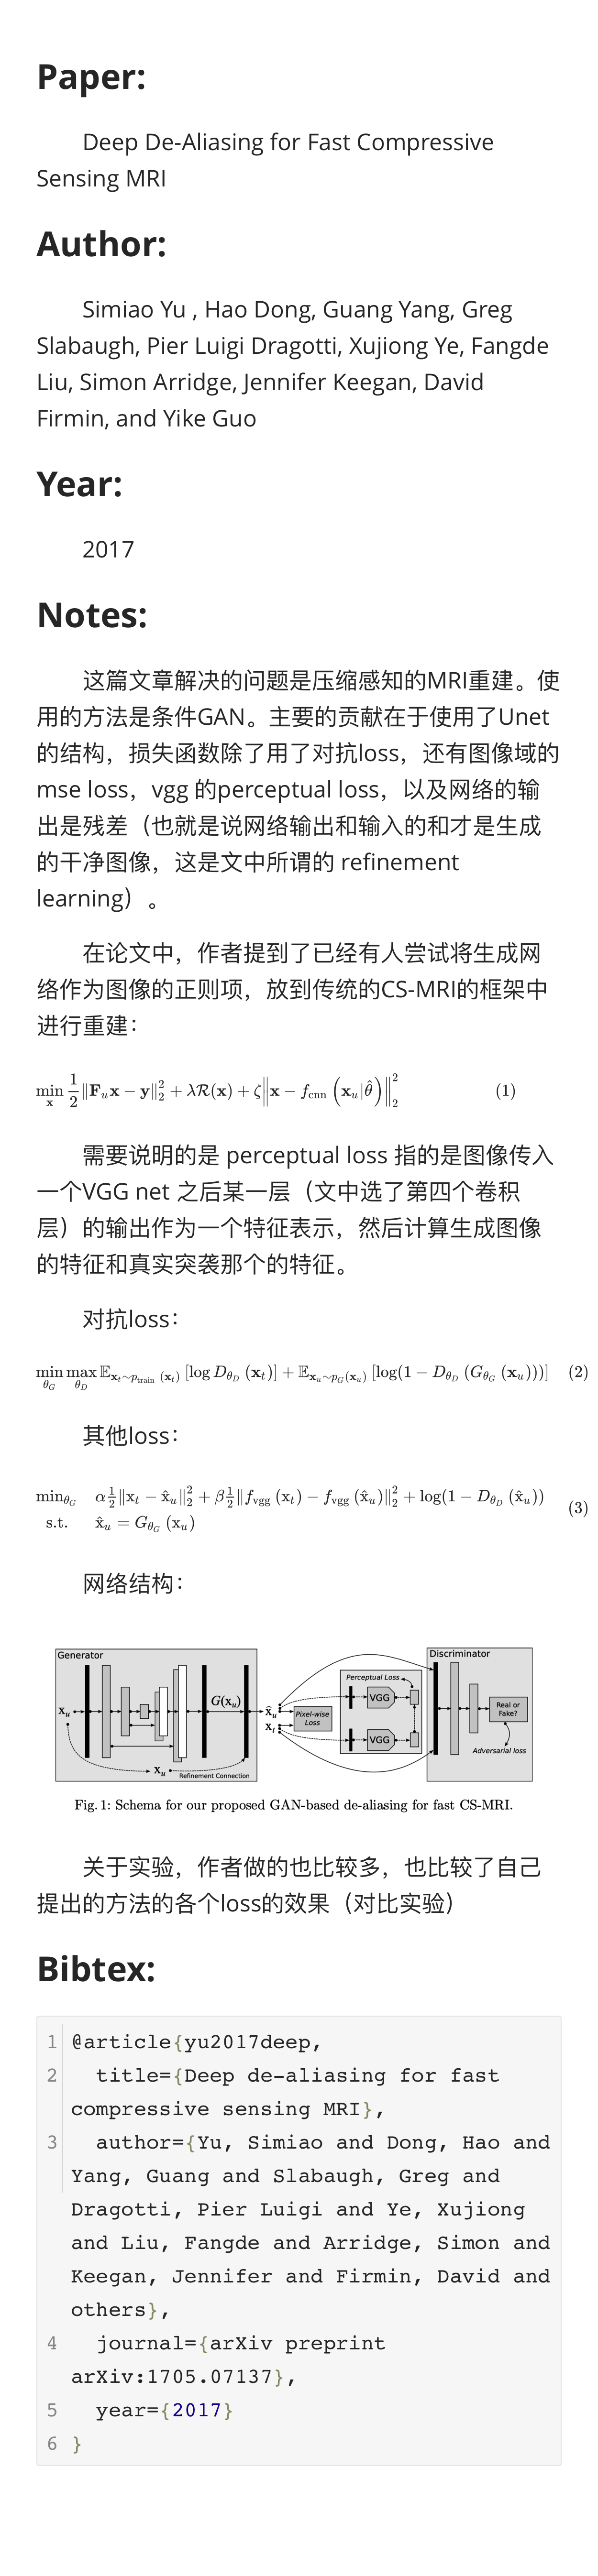 Paper:
Deep De-Aliasing for Fast Compressive
Sensing MRI
Author:
Simiao Yu , Hao Dong, Guang Yang, Greg
Slabaugh, Pier Luigi Dragotti, Xujiong Ye, Fangde
Liu, Simon Arridge, Jennifer Keegan, David
Firmin, and Yike Guo
Year:
2017
Notes:
这篇文章解决的问题是压缩感知的MRI重建。使
用的方法是条件GAN。主要的贡献在于使用了Unet
的结构，损失函数除了用了对抗loss，还有图像域的
mse loss，vgg 的perceptual loss，以及网络的输
出是残差（也就是说网络输出和输入的和才是生成
的干净图像，这是文中所谓的 refinement
learning）。
在论文中，作者提到了已经有人尝试将生成网
络作为图像的正则项，放到传统的CS-MRI的框架中
进行重建：
\min_{\mathbf{x}} \frac{1}{2} \|\mathbf{F}_u \mathbf{x} - \mathbf{y}\|_2^2 + \lambda \mathcal{R}(\mathbf{x}) + \zeta \left\| \mathbf{x} - f_{\text{cnn}} \left( \mathbf{x}_u | \hat{\theta} \right) \right\|_2^2 (1)
需要说明的是 perceptual loss 指的是图像传入
一个VGG net 之后某一层（文中选了第四个卷积
层）的输出作为一个特征表示，然后计算生成图像
的特征和真实突袭那个的特征。
对抗loss：
\min_{\theta_G} \max_{\theta_D} \mathbb{E}_{\mathbf{x}_t \sim p_{\text{train}}(\mathbf{x}_t)} [\log D_{\theta_D} (\mathbf{x}_t)] + \mathbb{E}_{\mathbf{x}_u \sim p_G(\mathbf{x}_u)} [\log(1 - D_{\theta_D} (G_{\theta_G} (\mathbf{x}_u)))] (2)
其他loss：
\min_{\theta_G} \alpha \frac{1}{2} \|\mathrm{x}_t - \hat{\mathrm{x}}_u\|_2^2 + \beta \frac{1}{2} \|f_{\text{vgg}} (\mathrm{x}_t) - f_{\text{vgg}} (\hat{\mathrm{x}}_u)\|_2^2 + \log(1 - D_{\theta_D} (\hat{\mathrm{x}}_u)) (3)
s.t. \hat{\mathrm{x}}_u = G_{\theta_G} (\mathrm{x}_u)
网络结构：
Generator
x_u
G(x_u)
x_u
Refinement Connection
x̂_u
x_t
Pixel-wise
Loss
Perceptual Loss
VGG
VGG
Discriminator
Real or
Fake?
Adversarial loss
Fig. 1: Schema for our proposed GAN-based de-aliasing for fast CS-MRI.
关于实验，作者做的也比较多，也比较了自己
提出的方法的各个loss的效果（对比实验）
Bibtex:
1 @article{yu2017deep,
2 title={Deep de-aliasing for fast
compressive sensing MRI},
3 author={Yu, Simiao and Dong, Hao and
Yang, Guang and Slabaugh, Greg and
Dragotti, Pier Luigi and Ye, Xujiong
and Liu, Fangde and Arridge, Simon and
Keegan, Jennifer and Firmin, David and
others},
4 journal={arXiv preprint
arXiv:1705.07137},
5 year={2017}
6 }